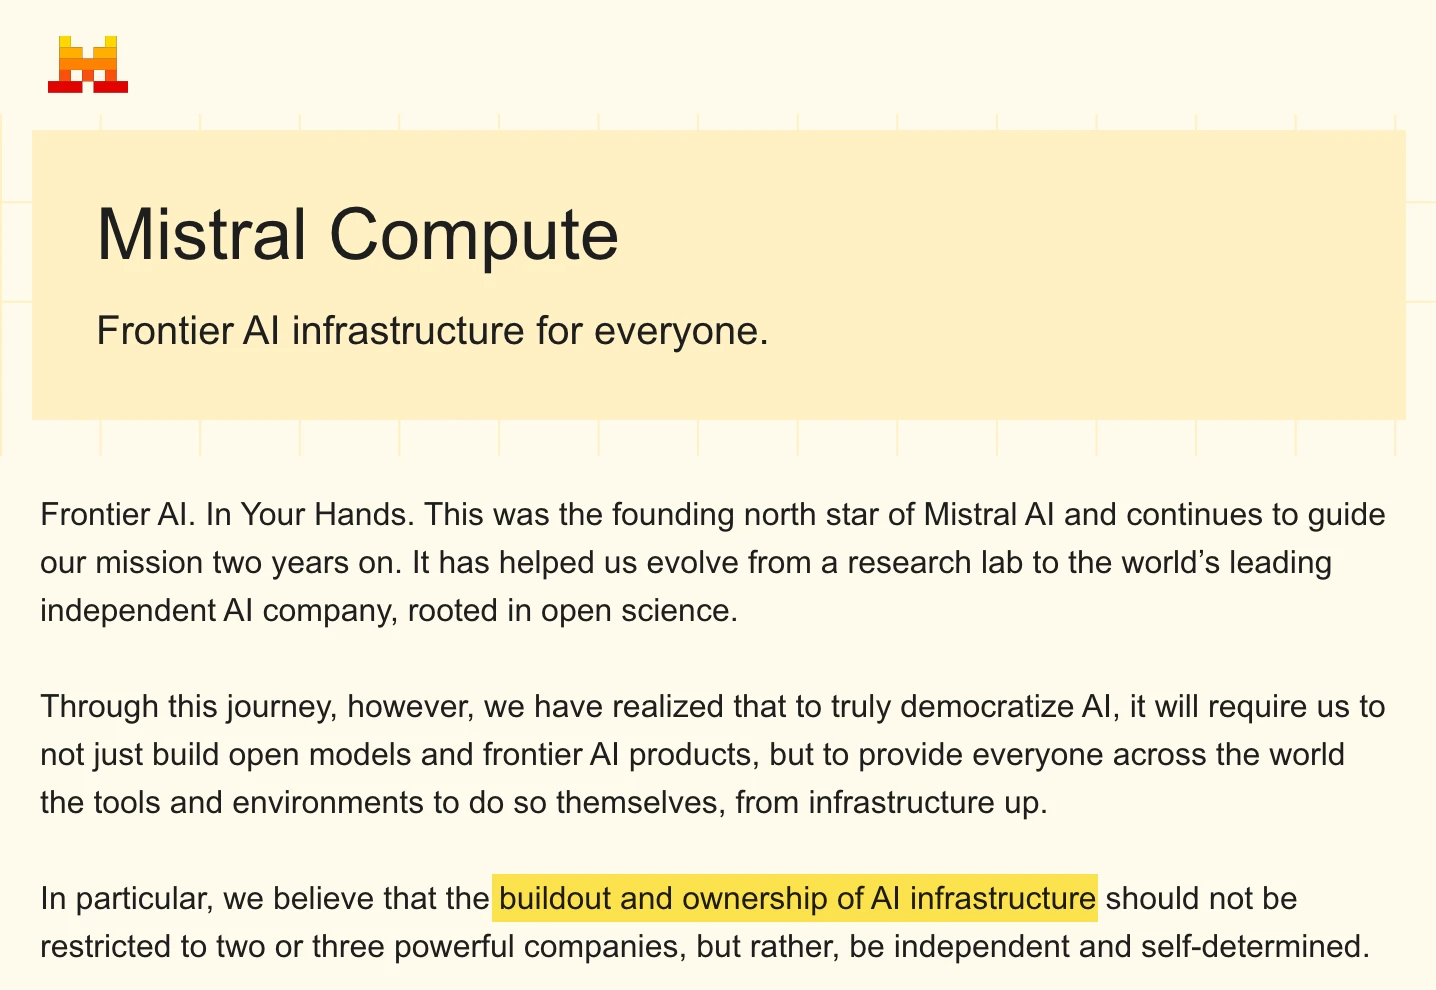 Mistral Compute
Frontier AI infrastructure for everyone.
Frontier AI. In Your Hands. This was the founding north star of Mistral AI and continues to guide
our mission two years on. It has helped us evolve from a research lab to the world’s leading
independent AI company, rooted in open science.
Through this journey, however, we have realized that to truly democratize AI, it will require us to
not just build open models and frontier AI products, but to provide everyone across the world
the tools and environments to do so themselves, from infrastructure up.
In particular, we believe that the buildout and ownership of AI infrastructure should not be
restricted to two or three powerful companies, but rather, be independent and self-determined.